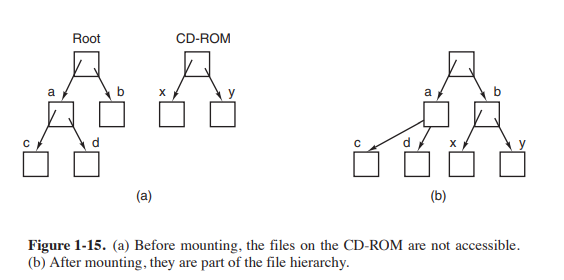 Root CD-ROM
a b x y a b
c d c d x y
(a) (b)
Figure 1-15. (a) Before mounting, the files on the CD-ROM are not accessible.
(b) After mounting, they are part of the file hierarchy.